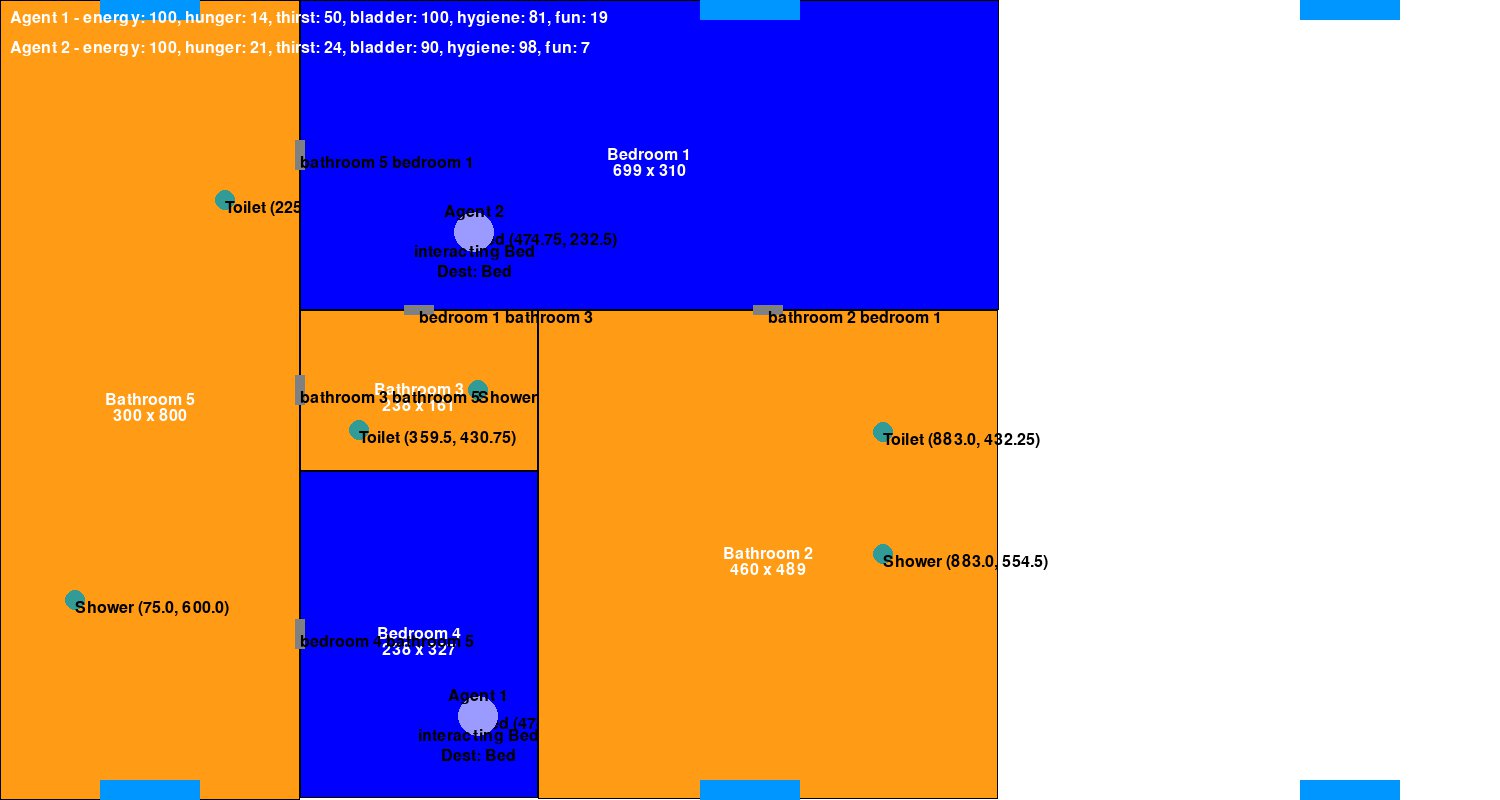 Agent 1 - energy: 100, hunger: 14, thirst: 50, bladder: 100, hygiene: 81, fun: 19
Agent 2 - energy: 100, hunger: 21, thirst: 24, bladder: 90, hygiene: 98, fun: 7
Bedroom 1
699 x 310
bathroom 5 bedroom 1
Toilet (225
Agent 2
d (474.75, 232.5)
interacting Bed
Dest: Bed
bedroom 1 bathroom 3
bathroom 2 bedroom 1
Bathroom 5
300 x 800
Bathroom 3
238 x 161
bathroom 3 bathroom 5
Shower
Toilet (359.5, 430.75)
Toilet (883.0, 432.25)
Bathroom 2
460 x 489
Shower (883.0, 554.5)
Shower (75.0, 600.0)
Bedroom 4
238 x 327
bedroom 4 bathroom 5
Agent 1
d (47
interacting Bed
Dest: Bed